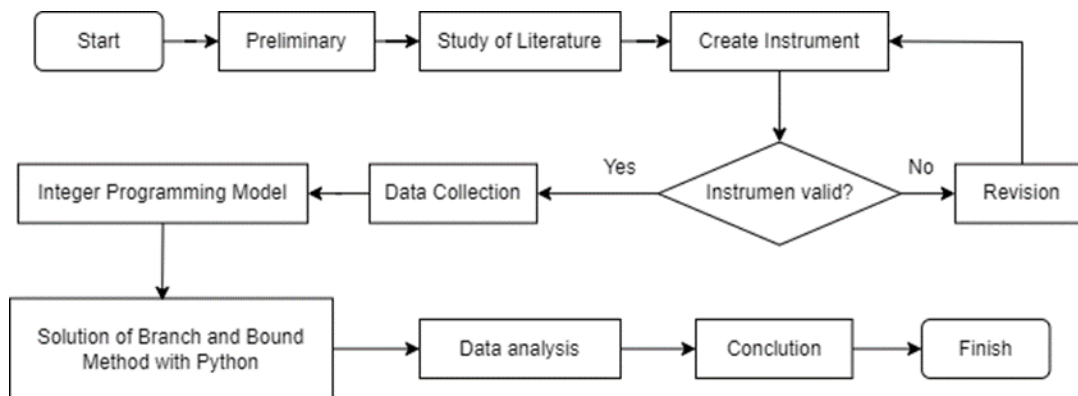 Start
Preliminary
Study of Literature
Create Instrument
Integer Programming Model
Data Collection
Yes
Instrumen valid?
No
Revision
Solution of Branch and Bound
Method with Python
Data analysis
Conclution
Finish